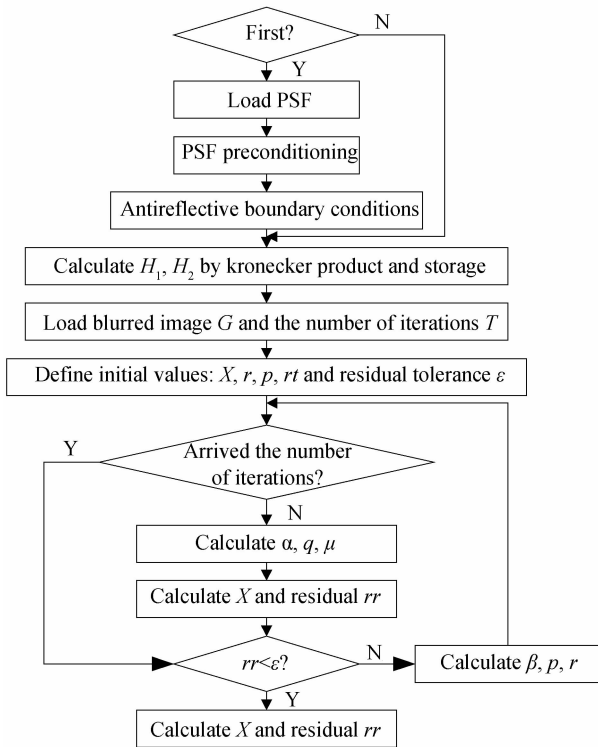 First?
N
Y
Load PSF
PSF preconditioning
Antireflective boundary conditions
Calculate H₁, H₂ by kronecker product and storage
Load blurred image G and the number of iterations T
Define initial values: X, r, p, rt and residual tolerance ε
Y
Arrived the number
of iterations?
N
Calculate α, q, μ
Calculate X and residual rr
rr<ε?
N
Calculate β, p, r
Y
Calculate X and residual rr